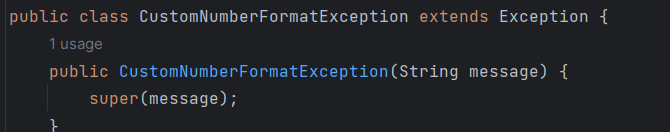 public class CustomNumberFormatException extends Exception {
1 usage
public CustomNumberFormatException(String message) {
super(message);
}